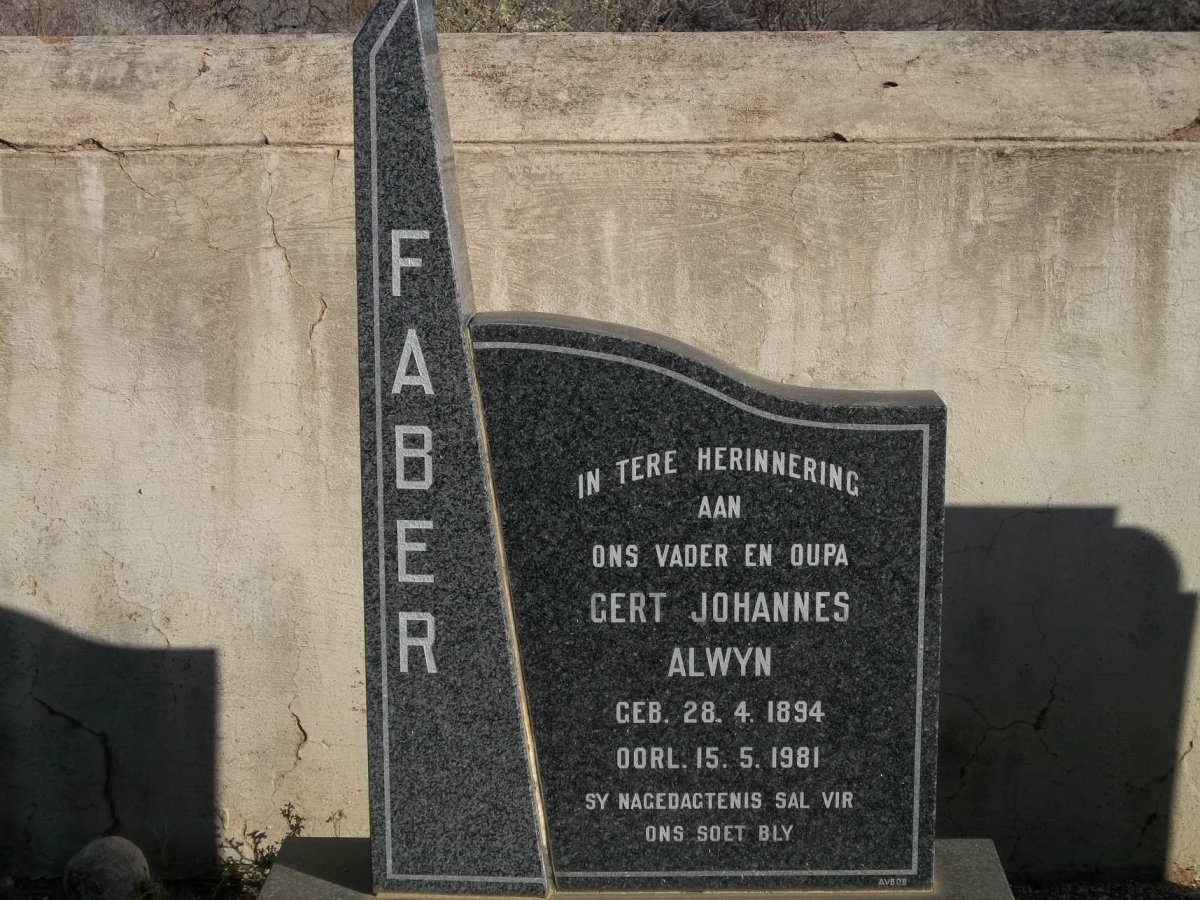 FABER
IN TERE HERINNERING
AAN
ONS VADER EN OUPA
GERT JOHANNES
ALWYN
GEB. 28. 4. 1894
OORL. 15. 5. 1981
SY NAGEDAGTENIS SAL VIR
ONS SOET BLY
AVBOB